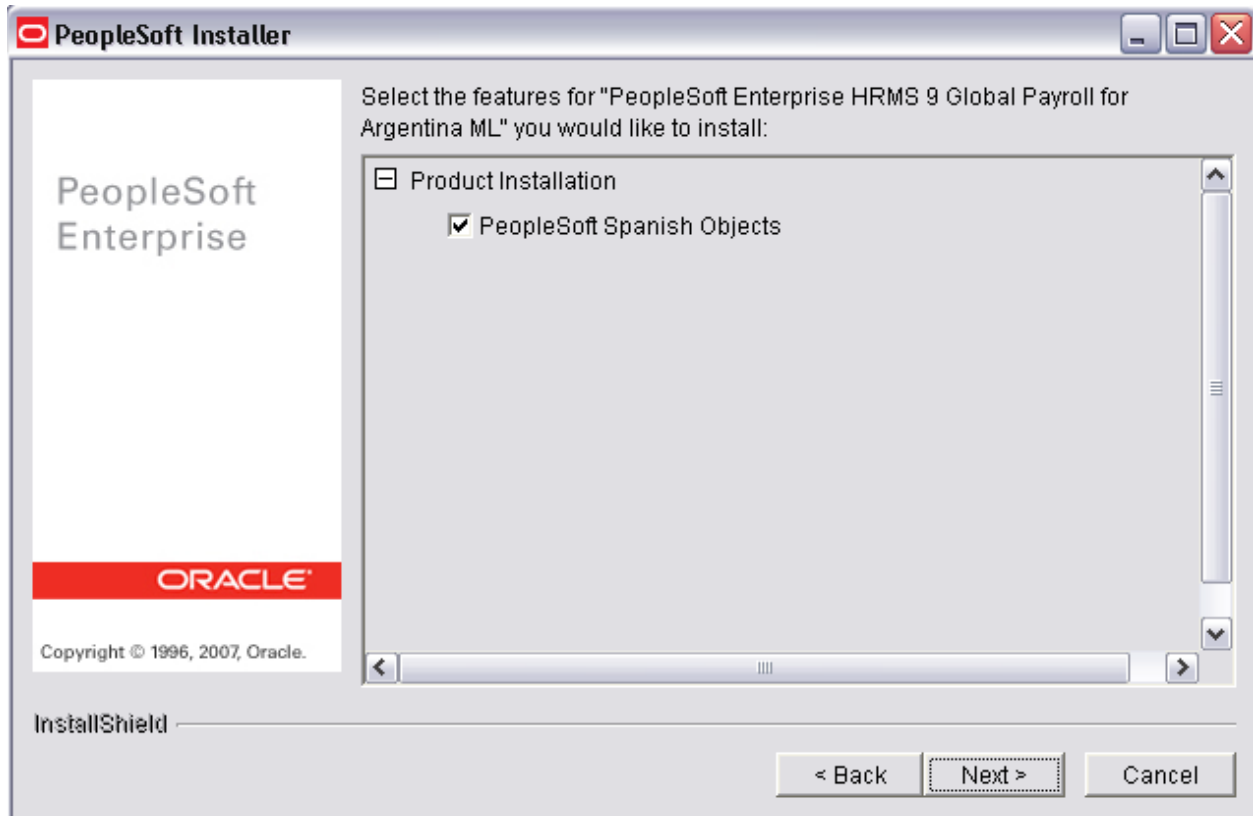 PeopleSoft Installer
PeopleSoft
Enterprise
ORACLE
Copyright © 1996, 2007, Oracle.
Select the features for "PeopleSoft Enterprise HRMS 9 Global Payroll for
Argentina ML" you would like to install:
Product Installation
PeopleSoft Spanish Objects
InstallShield
< Back
Next >
Cancel